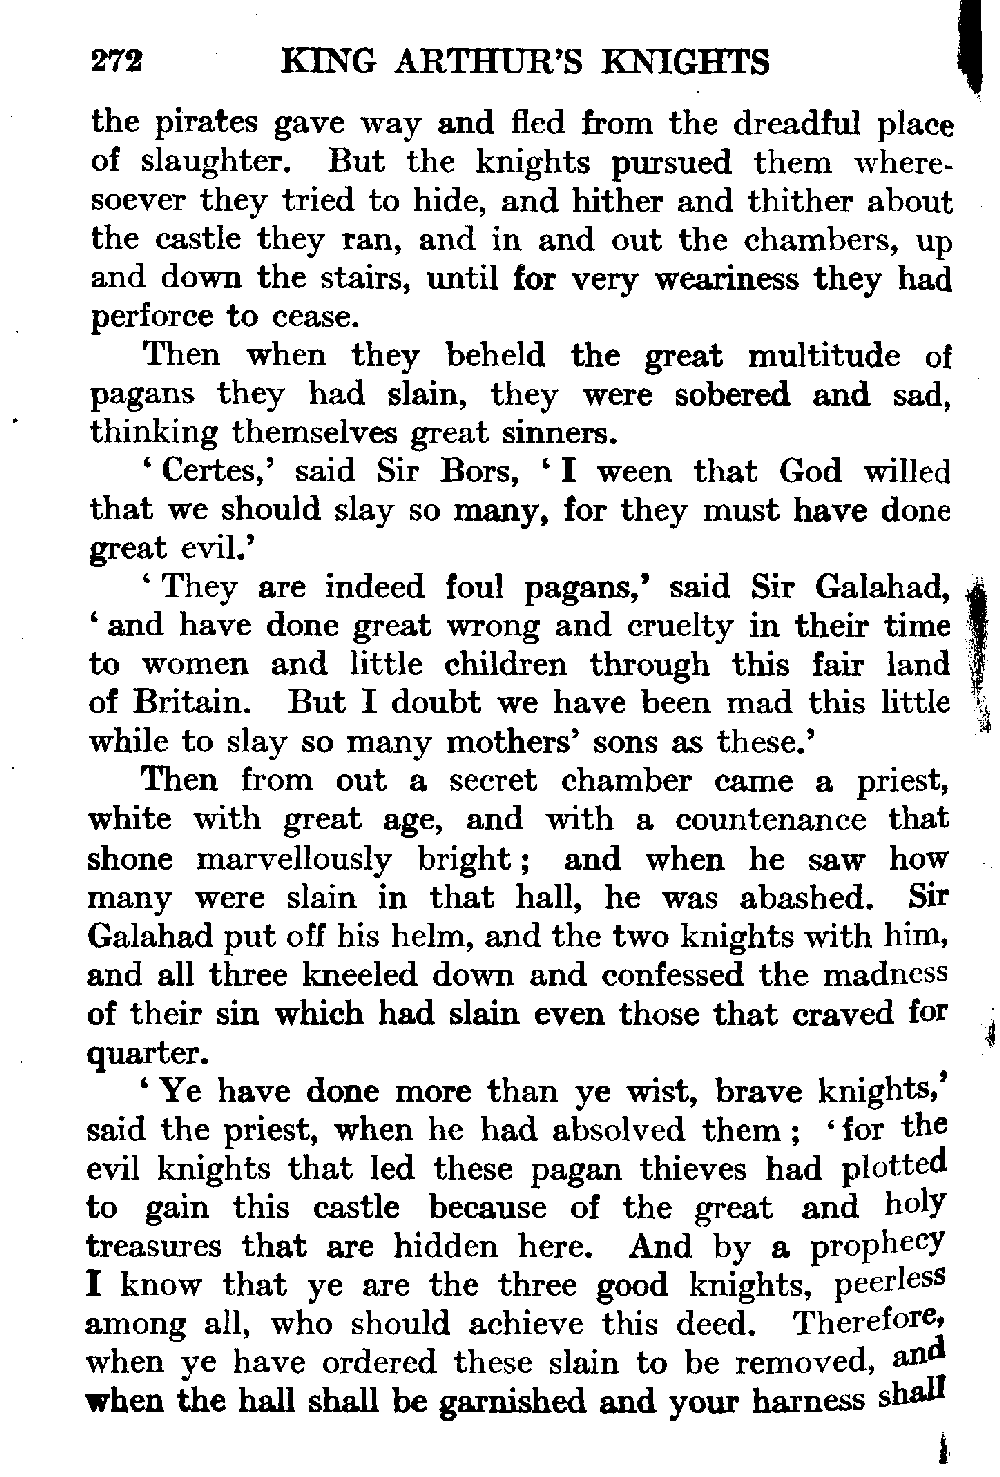 272 KING ARTHUR'S KNIGHTS
the pirates gave way and fled from the dreadful place
of slaughter. But the knights pursued them where-
soever they tried to hide, and hither and thither about
the castle they ran, and in and out the chambers, up
and down the stairs, until for very weariness they had
perforce to cease.
Then when they beheld the great multitude of
pagans they had slain, they were sobered and sad,
thinking themselves great sinners.
‘ Certes,’ said Sir Bors, ‘ I ween that God willed
that we should slay so many, for they must have done
great evil.’
‘ They are indeed foul pagans,’ said Sir Galahad,
‘ and have done great wrong and cruelty in their time
to women and little children through this fair land
of Britain. But I doubt we have been mad this little
while to slay so many mothers’ sons as these.’
Then from out a secret chamber came a priest,
white with great age, and with a countenance that
shone marvellously bright ; and when he saw how
many were slain in that hall, he was abashed. Sir
Galahad put off his helm, and the two knights with him,
and all three kneeled down and confessed the madness
of their sin which had slain even those that craved for
quarter.
‘ Ye have done more than ye wist, brave knights,’
said the priest, when he had absolved them ; ‘ for the
evil knights that led these pagan thieves had plotted
to gain this castle because of the great and holy
treasures that are hidden here. And by a prophecy
I know that ye are the three good knights, peerless
among all, who should achieve this deed. Therefore,
when ye have ordered these slain to be removed, and
when the hall shall be garnished and your harness shall